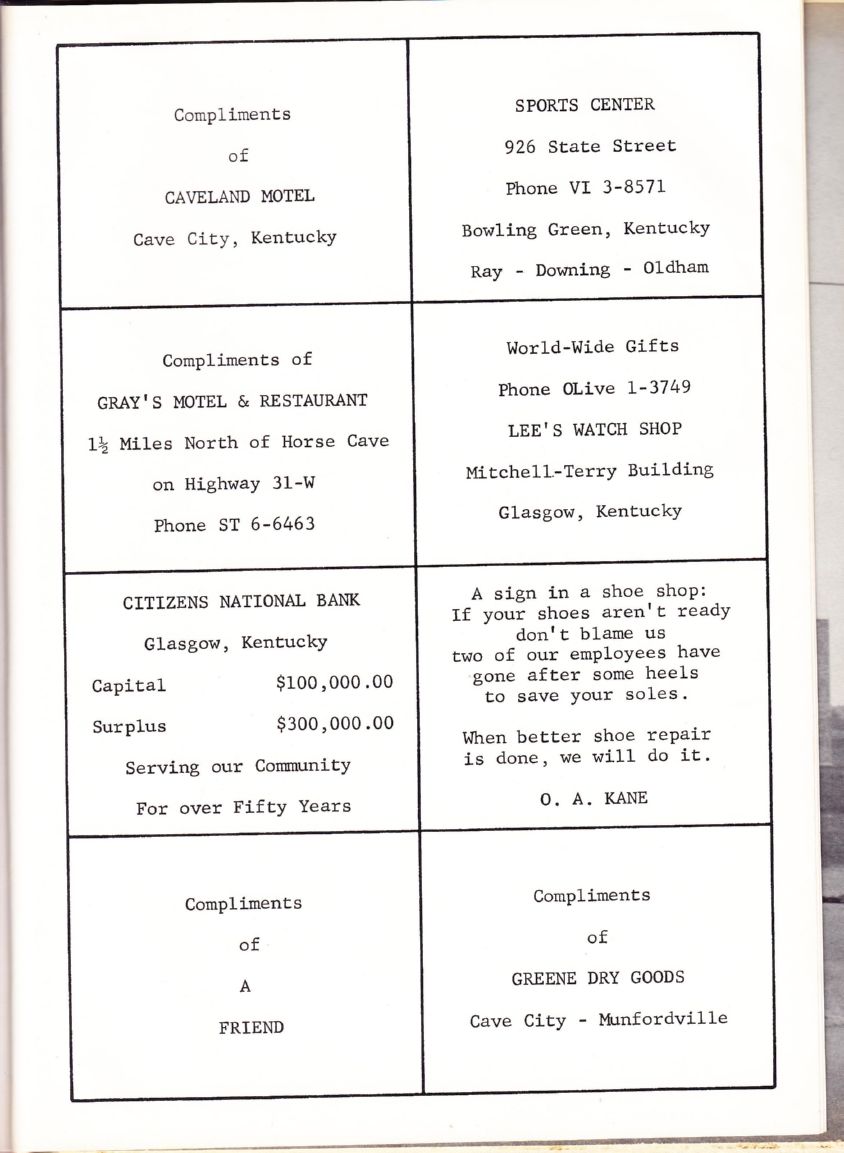 Compliments
of
CAVELAND MOTEL
Cave City, Kentucky
SPORTS CENTER
926 State Street
Phone VI 3-8571
Bowling Green, Kentucky
Ray - Downing - Oldham
Compliments of
GRAY'S MOTEL & RESTAURANT
1½ Miles North of Horse Cave
on Highway 31-W
Phone ST 6-6463
World-Wide Gifts
Phone OLive 1-3749
LEE'S WATCH SHOP
Mitchell-Terry Building
Glasgow, Kentucky
CITIZENS NATIONAL BANK
Glasgow, Kentucky
Capital $100,000.00
Surplus $300,000.00
Serving our Community
For over Fifty Years
A sign in a shoe shop:
If your shoes aren't ready
don't blame us
two of our employees have
gone after some heels
to save your soles.
When better shoe repair
is done, we will do it.
O. A. KANE
Compliments
of
A
FRIEND
Compliments
of
GREENE DRY GOODS
Cave City - Munfordville